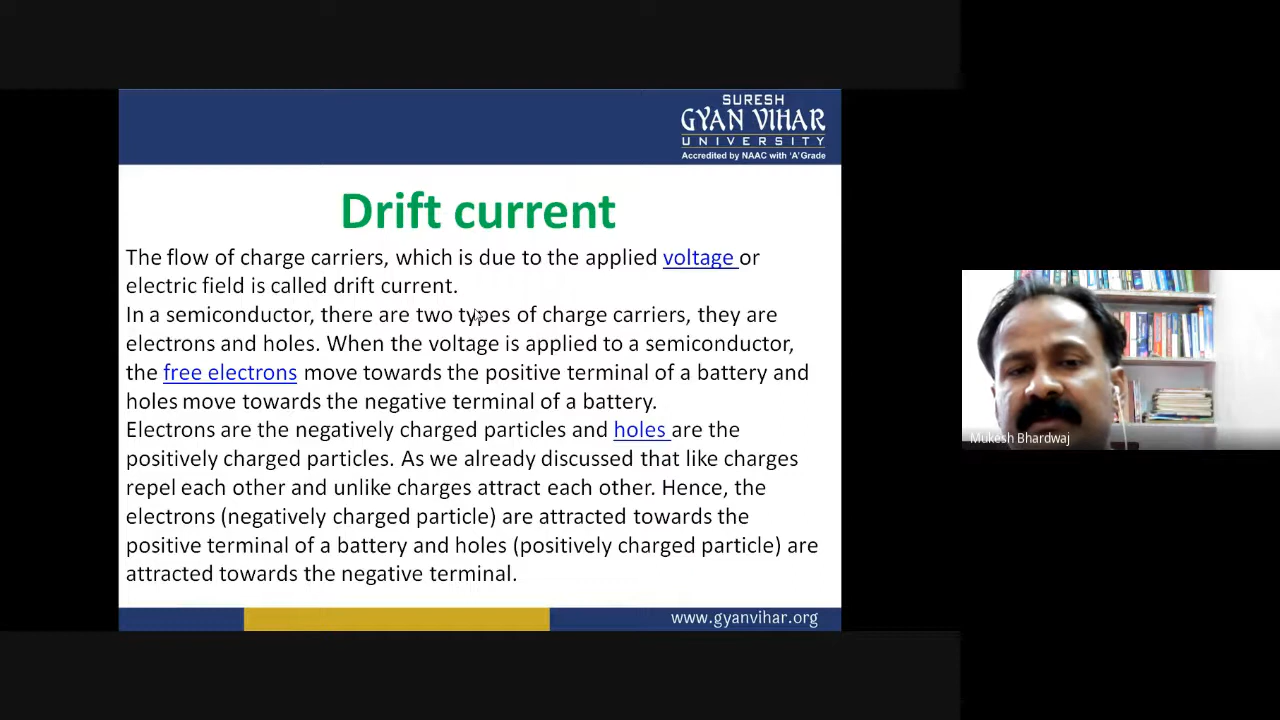 SURESH
GYAN VIHAR
UNIVERSITY
Accredited by NAAC with 'A' Grade
Drift current
The flow of charge carriers, which is due to the applied voltage or
electric field is called drift current.
In a semiconductor, there are two types of charge carriers, they are
electrons and holes. When the voltage is applied to a semiconductor,
the free electrons move towards the positive terminal of a battery and
holes move towards the negative terminal of a battery.
Electrons are the negatively charged particles and holes are the
positively charged particles. As we already discussed that like charges
repel each other and unlike charges attract each other. Hence, the
electrons (negatively charged particle) are attracted towards the
positive terminal of a battery and holes (positively charged particle) are
attracted towards the negative terminal.
www.gyanvihar.org
Mukesh Bhardwaj